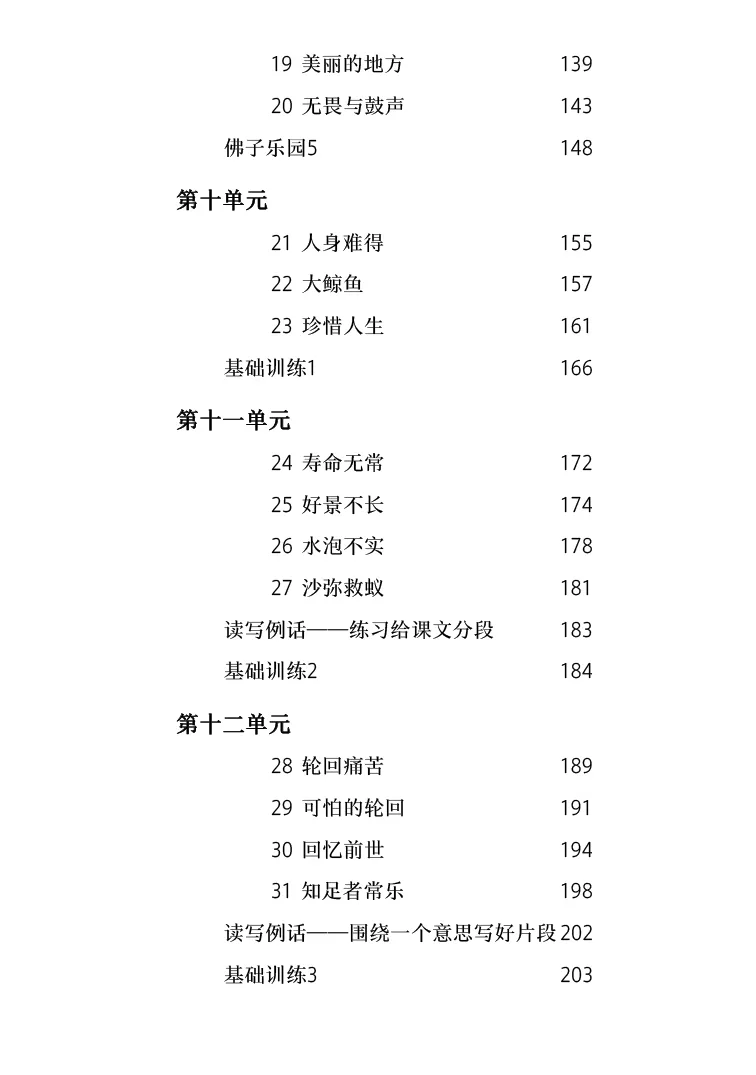 19 美丽的地方 139
20 无畏与鼓声 143
佛子乐园5 148
第十单元
21 人身难得 155
22 大鲸鱼 157
23 珍惜人生 161
基础训练1 166
第十一单元
24 寿命无常 172
25 好景不长 174
26 水泡不实 178
27 沙弥救蚁 181
读写例话——练习给课文分段 183
基础训练2 184
第十二单元
28 轮回痛苦 189
29 可怕的轮回 191
30 回忆前世 194
31 知足者常乐 198
读写例话——围绕一个意思写好片段 202
基础训练3 203